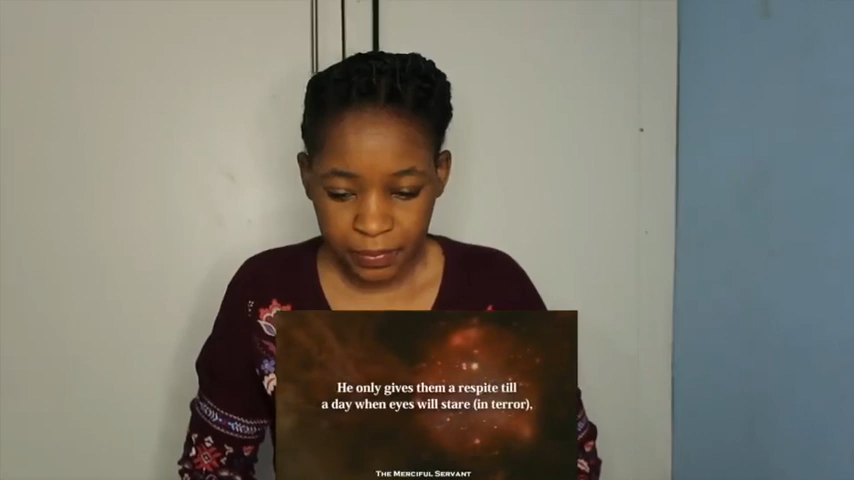 He only gives them a respite till
a day when eyes will stare (in terror),
THE MERCIFUL SERVANT